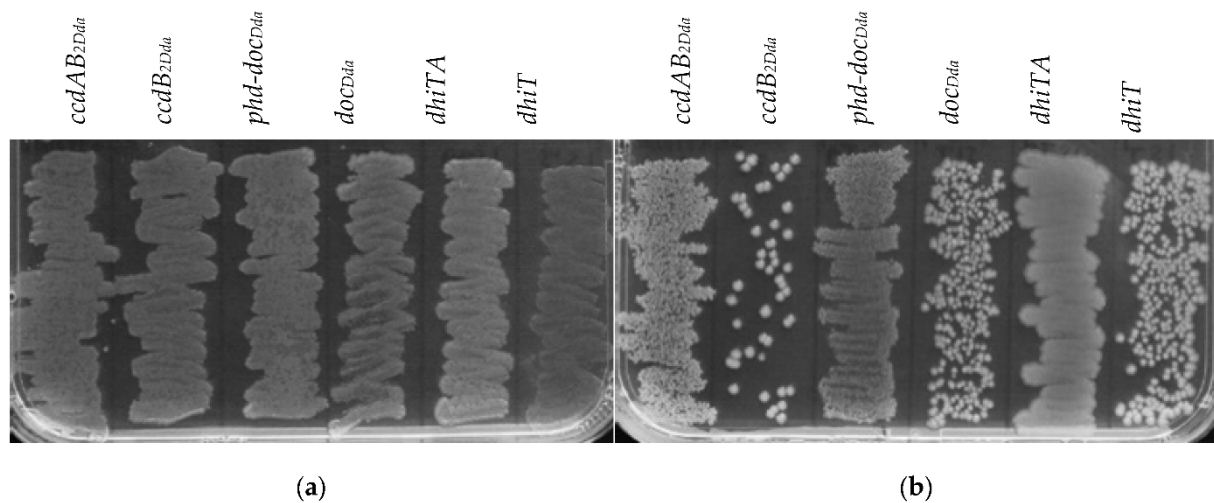 ccdAB2Dda
ccdB2Dda
phd-docDda
docDda
dhiTA
dhiT
ccdAB2Dda
ccdB2Dda
phd-docDda
docDda
dhiTA
dhiT
(a)
(b)